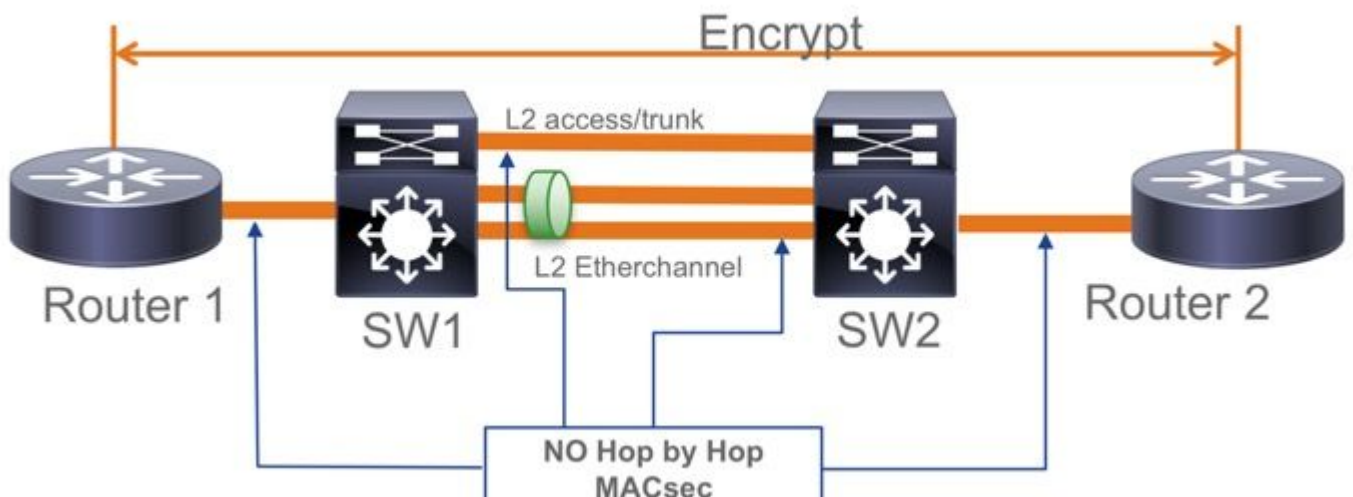 Encrypt
L2 access/trunk
L2 Etherchannel
Router 1
SW1
SW2
Router 2
NO Hop by Hop
MACsec